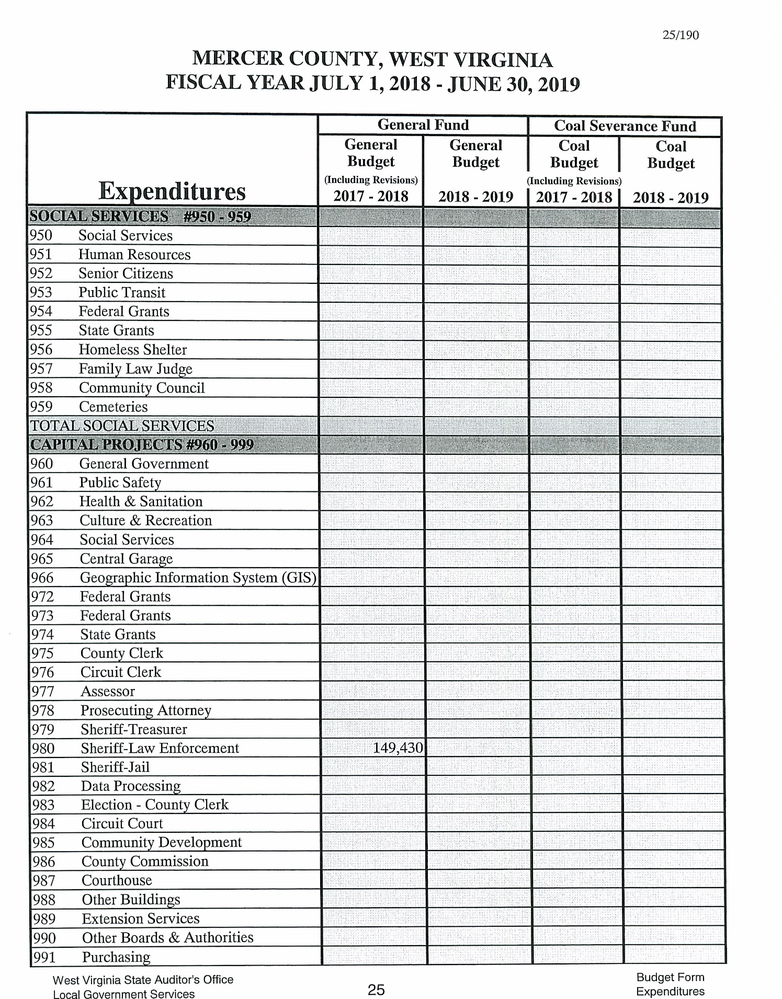 25/190
MERCER COUNTY, WEST VIRGINIA
FISCAL YEAR JULY 1, 2018 - JUNE 30, 2019
General Fund Coal Severance Fund
General General Coal Coal
Budget Budget Budget Budget
(Including Revisions) (Including Revisions)
Expenditures 2017 - 2018 2018 - 2019 2017 - 2018 2018 - 2019
SOCIAL SERVICES #950 - 959
950 Social Services
951 Human Resources
952 Senior Citizens
953 Public Transit
954 Federal Grants
955 State Grants
956 Homeless Shelter
957 Family Law Judge
958 Community Council
959 Cemeteries
TOTAL SOCIAL SERVICES
CAPITAL PROJECTS #960 - 999
960 General Government
961 Public Safety
962 Health & Sanitation
963 Culture & Recreation
964 Social Services
965 Central Garage
966 Geographic Information System (GIS)
972 Federal Grants
973 Federal Grants
974 State Grants
975 County Clerk
976 Circuit Clerk
977 Assessor
978 Prosecuting Attorney
979 Sheriff-Treasurer
980 Sheriff-Law Enforcement 149,430
981 Sheriff-Jail
982 Data Processing
983 Election - County Clerk
984 Circuit Court
985 Community Development
986 County Commission
987 Courthouse
988 Other Buildings
989 Extension Services
990 Other Boards & Authorities
991 Purchasing
West Virginia State Auditor's Office Budget Form
Local Government Services 25 Expenditures